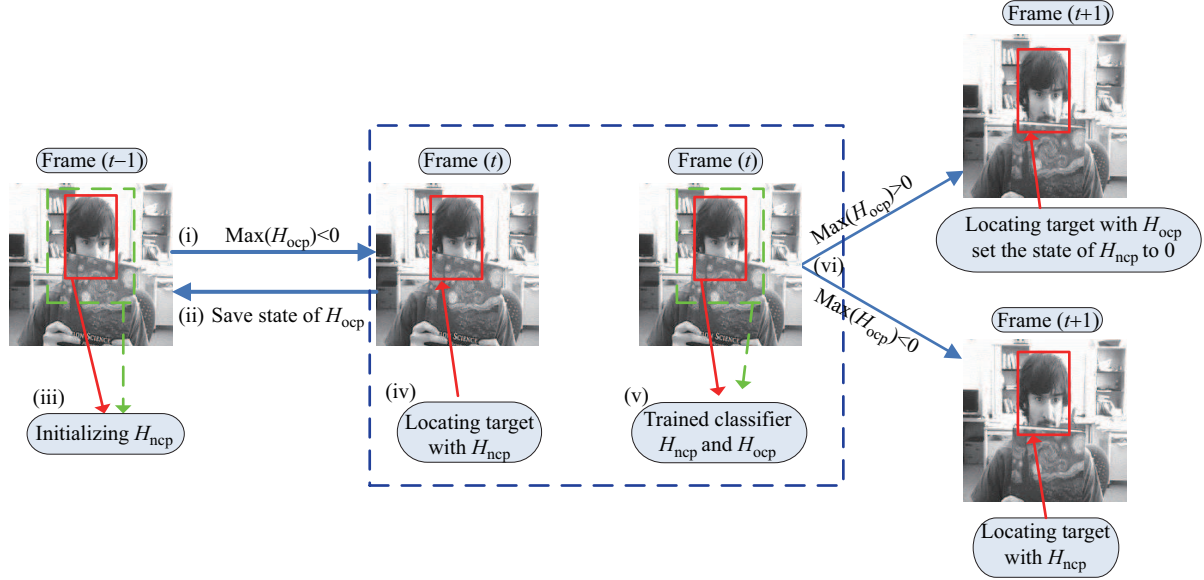 Frame (t+1)
Frame (t−1)
Frame (t)
Frame (t)
(i) Max(Hocp)<0
(ii) Save state of Hocp
(iii)
Initializing Hncp
(iv)
Locating target
with Hncp
(v)
Trained classifier
Hncp and Hocp
Max(Hocp)>0
(vi)
Max(Hocp)<0
Locating target with Hocp
set the state of Hncp to 0
Frame (t+1)
Locating target
with Hncp